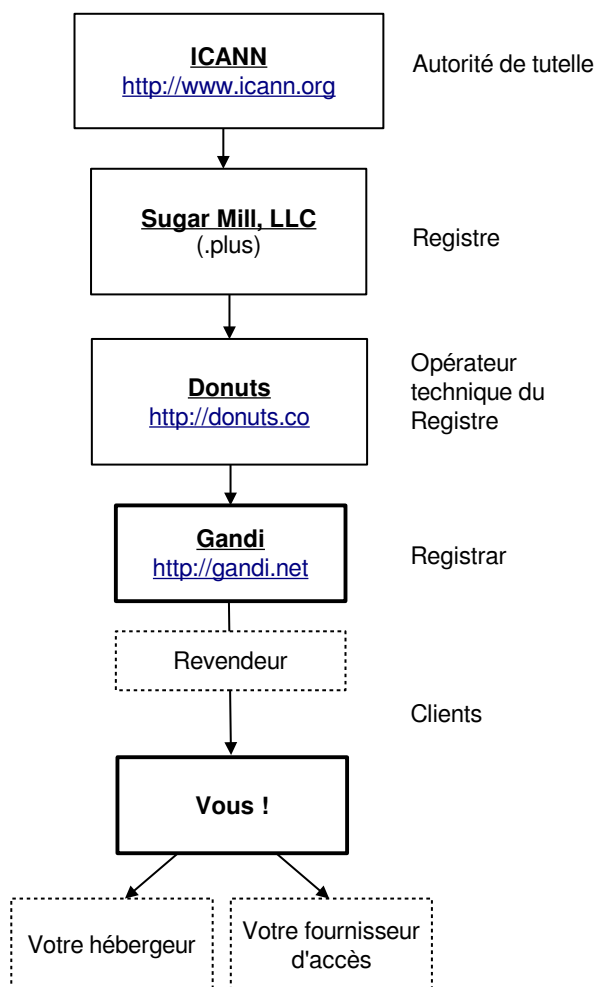 ICANN
http://www.icann.org
Autorité de tutelle
Sugar Mill, LLC
(.plus)
Registre
Donuts
http://donuts.co
Opérateur
technique du
Registre
Gandi
http://gandi.net
Registrar
Revendeur
Clients
Vous !
Votre hébergeur
Votre fournisseur
d'accès